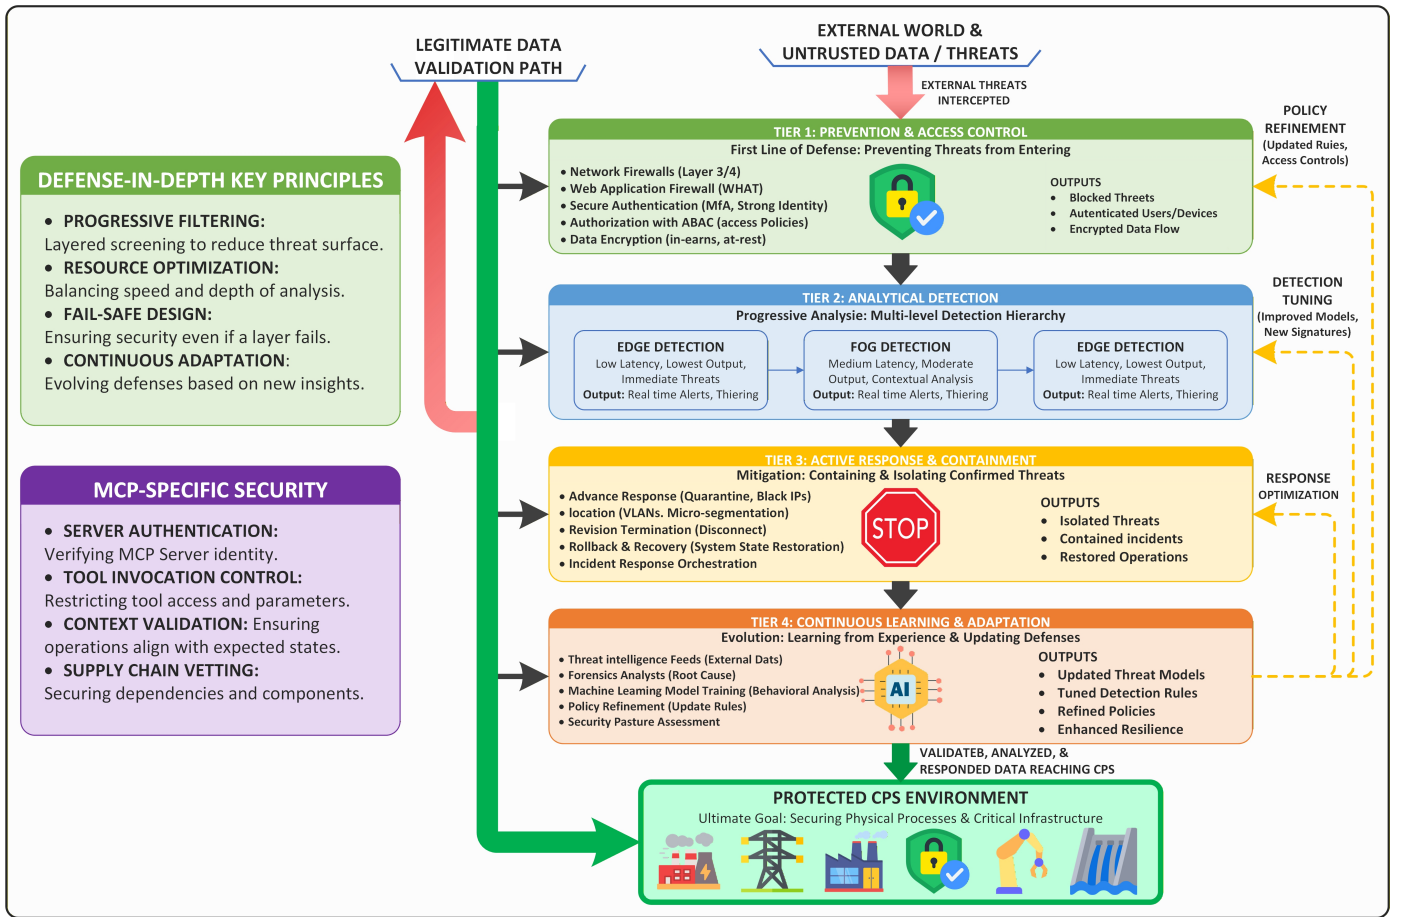 LEGITIMATE DATA
VALIDATION PATH
EXTERNAL WORLD &
UNTRUSTED DATA / THREATS
EXTERNAL THREATS
INTERCEPTED
DEFENSE-IN-DEPTH KEY PRINCIPLES
• PROGRESSIVE FILTERING:
Layered screening to reduce threat surface.
• RESOURCE OPTIMIZATION:
Balancing speed and depth of analysis.
• FAIL-SAFE DESIGN:
Ensuring security even if a layer fails.
• CONTINUOUS ADAPTATION:
Evolving defenses based on new insights.
MCP-SPECIFIC SECURITY
• SERVER AUTHENTICATION:
Verifying MCP Server identity.
• TOOL INVOCATION CONTROL:
Restricting tool access and parameters.
• CONTEXT VALIDATION: Ensuring
operations align with expected states.
• SUPPLY CHAIN VETTING:
Securing dependencies and components.
TIER 1: PREVENTION & ACCESS CONTROL
First Line of Defense: Preventing Threats from Entering
• Network Firewalls (Layer 3/4)
• Web Application Firewall (WHAT)
• Secure Authentication (MfA, Strong Identity)
• Authorization with ABAC (access Policies)
• Data Encryption (in-earns, at-rest)
OUTPUTS
• Blocked Threets
• Autenticated Users/Devices
• Encrypted Data Flow
POLICY
REFINEMENT
(Updated Ruies,
Access Controls)
TIER 2: ANALYTICAL DETECTION
Progressive Analysie: Multi-level Detection Hierarchy
EDGE DETECTION
Low Latency, Lowest Output,
Immediate Threats
Output: Real time Alerts, Thiering
FOG DETECTION
Medium Latency, Moderate
Output, Contextual Analysis
Output: Real time Alerts, Thiering
EDGE DETECTION
Low Latency, Lowest Output,
Immediate Threats
Output: Real time Alerts, Thiering
DETECTION
TUNING
(Improved Models,
New Signatures)
TIER 3: ACTIVE RESPONSE & CONTAINMENT
Mitigation: Containing & Isolating Confirmed Threats
• Advance Response (Quarantine, Black IPs)
• location (VLANs. Micro-segmentation)
• Revision Termination (Disconnect)
• Rollback & Recovery (System State Restoration)
• Incident Response Orchestration
STOP
OUTPUTS
• Isolated Threats
• Contained incidents
• Restored Operations
RESPONSE
OPTIMIZATION
TIER 4: CONTINUOUS LEARNING & ADAPTATION
Evolution: Learning from Experience & Updating Defenses
• Threat intelligence Feeds (External Dats)
• Forensics Analysts (Root Cause)
• Machine Leaming Model Training (Behavioral Analysis)
• Policy Refinement (Update Rules)
• Security Pasture Assessment
AI
OUTPUTS
• Updated Threat Models
• Tuned Detection Rules
• Refined Policies
• Enhanced Resilience
VALIDATEB, ANALYZED, &
RESPONDED DATA REACHING CPS
PROTECTED CPS ENVIRONMENT
Ultimate Goal: Securing Physical Processes & Critical Infrastructure